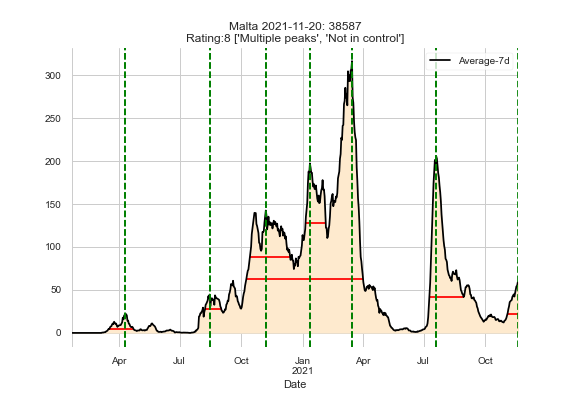 Malta 2021-11-20: 38587
Rating:8 ['Multiple peaks', 'Not in control']
Average-7d
300
250
200
150
100
50
0
Apr Jul Oct Jan Apr Jul Oct
2021
Date